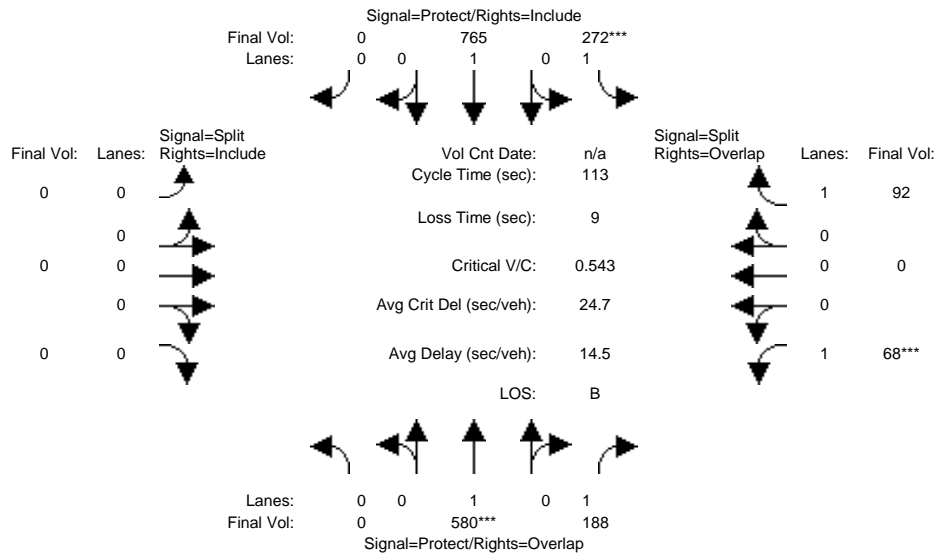 Signal=Protect/Rights=Include
Final Vol: 0 765 272***
Lanes: 0 0 1 0 1
Signal=Split
Final Vol: Lanes: Rights=Include
Vol Cnt Date: n/a
Signal=Split
Rights=Overlap Lanes: Final Vol:
Cycle Time (sec): 113
0 0
1 92
Loss Time (sec): 9
0
0
0 0
Critical V/C: 0.543
0 0
0
Avg Crit Del (sec/veh): 24.7
0
0 0
Avg Delay (sec/veh): 14.5
1 68***
LOS: B
Lanes: 0 0 1 0 1
Final Vol: 0 580*** 188
Signal=Protect/Rights=Overlap